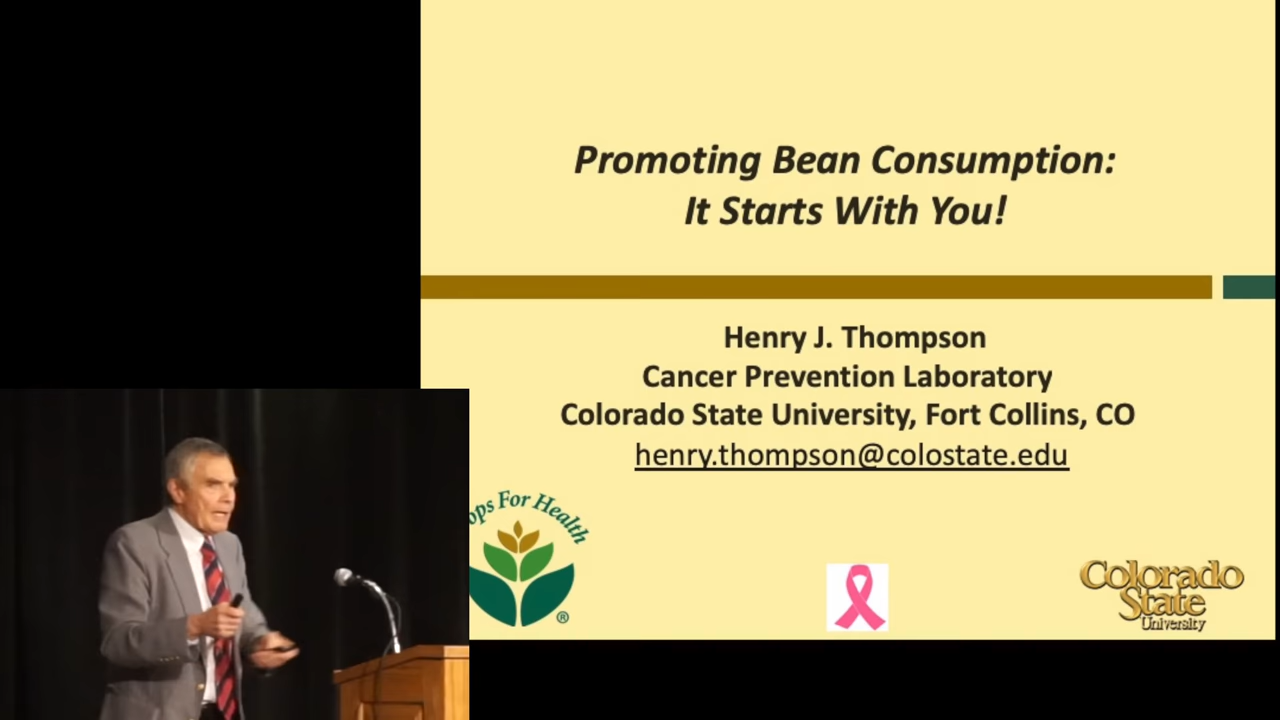 Promoting Bean Consumption:
It Starts With You!
Henry J. Thompson
Cancer Prevention Laboratory
Colorado State University, Fort Collins, CO
henry.thompson@colostate.edu
For Health
®
Colorado
State
University